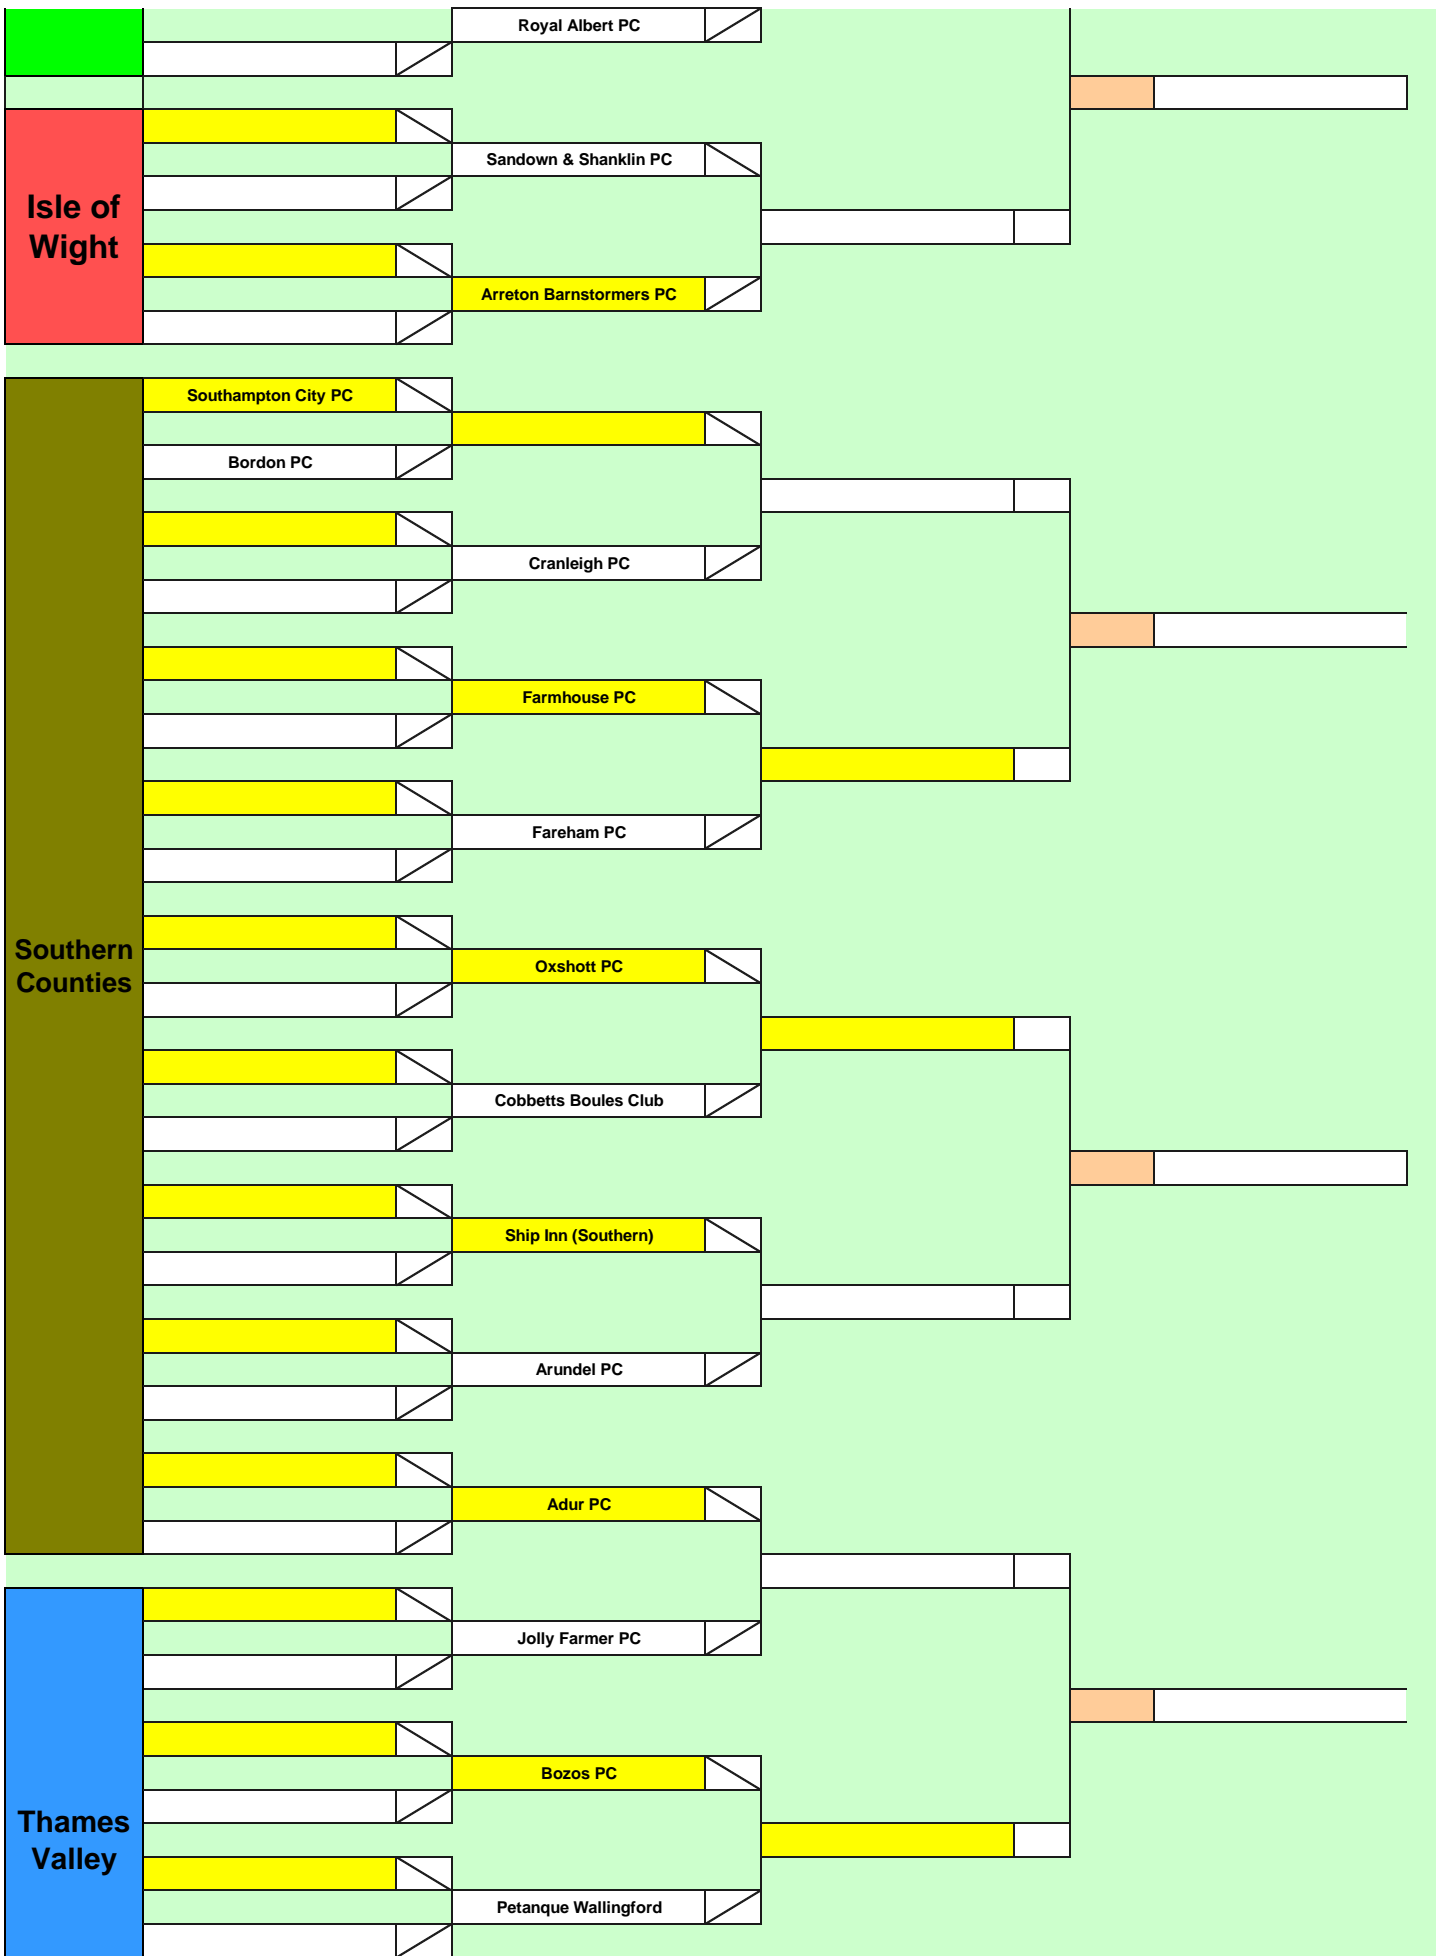 Royal Albert PC
Sandown & Shanklin PC
Isle of
Wight
Arreton Barnstormers PC
Southampton City PC
Bordon PC
Cranleigh PC
Farmhouse PC
Fareham PC
Southern
Counties
Oxshott PC
Cobbetts Boules Club
Ship Inn (Southern)
Arundel PC
Adur PC
Jolly Farmer PC
Bozos PC
Thames
Valley
Petanque Wallingford